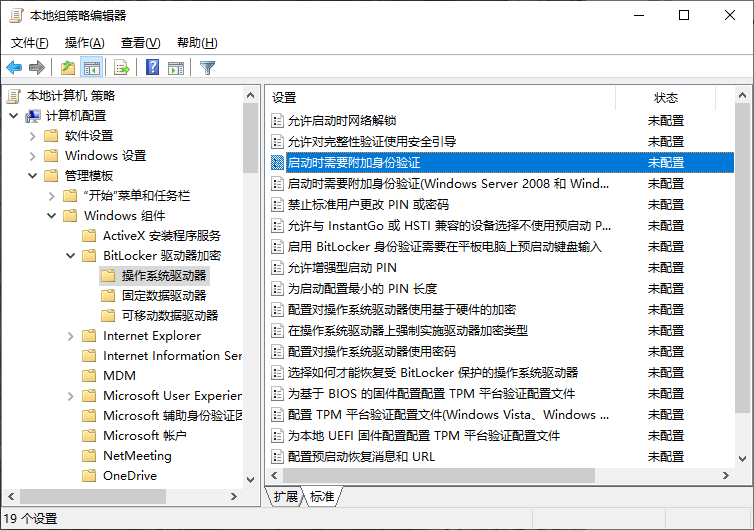 本地组策略编辑器
文件(F) 操作(A) 查看(V) 帮助(H)
本地计算机 策略
计算机配置
软件设置
Windows 设置
管理模板
“开始”菜单和任务栏
Windows 组件
ActiveX 安装程序服务
BitLocker 驱动器加密
操作系统驱动器
固定数据驱动器
可移动数据驱动器
Internet Explorer
Internet Information Ser
MDM
Microsoft User Experien
Microsoft 辅助身份验证因
Microsoft 帐户
NetMeeting
OneDrive
设置 状态
允许启动时网络解锁 未配置
允许对完整性验证使用安全引导 未配置
启动时需要附加身份验证 未配置
启动时需要附加身份验证(Windows Server 2008 和 Wind... 未配置
禁止标准用户更改 PIN 或密码 未配置
允许与 InstantGo 或 HSTI 兼容的设备选择不使用预启动 P... 未配置
启用 BitLocker 身份验证需要在平板电脑上预启动键盘输入 未配置
允许增强型启动 PIN 未配置
为启动配置最小的 PIN 长度 未配置
配置对操作系统驱动器使用基于硬件的加密 未配置
在操作系统驱动器上强制实施驱动器加密类型 未配置
配置对操作系统驱动器使用密码 未配置
选择如何才能恢复受 BitLocker 保护的操作系统驱动器 未配置
为基于 BIOS 的固件配置配置 TPM 平台验证配置文件 未配置
配置 TPM 平台验证配置文件(Windows Vista、Windows ... 未配置
为本地 UEFI 固件配置配置 TPM 平台验证配置文件 未配置
配置预启动恢复消息和 URL 未配置
扩展 标准
19 个设置